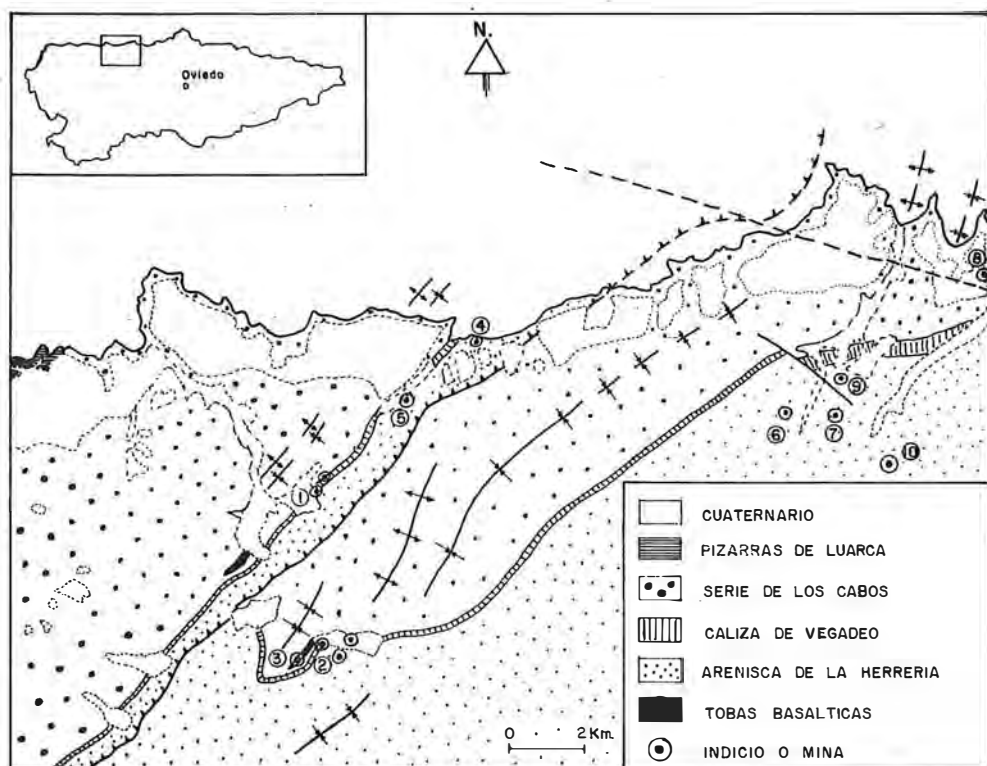 Oviedo
N.
8
4
5
9
6
7
10
1
3
2
0 2 Km.
CUATERNARIO
PIZARRAS DE LUARCA
SERIE DE LOS CABOS
CALIZA DE VEGADEO
ARENISCA DE LA HERRERIA
TOBAS BASALTICAS
INDICIO O MINA